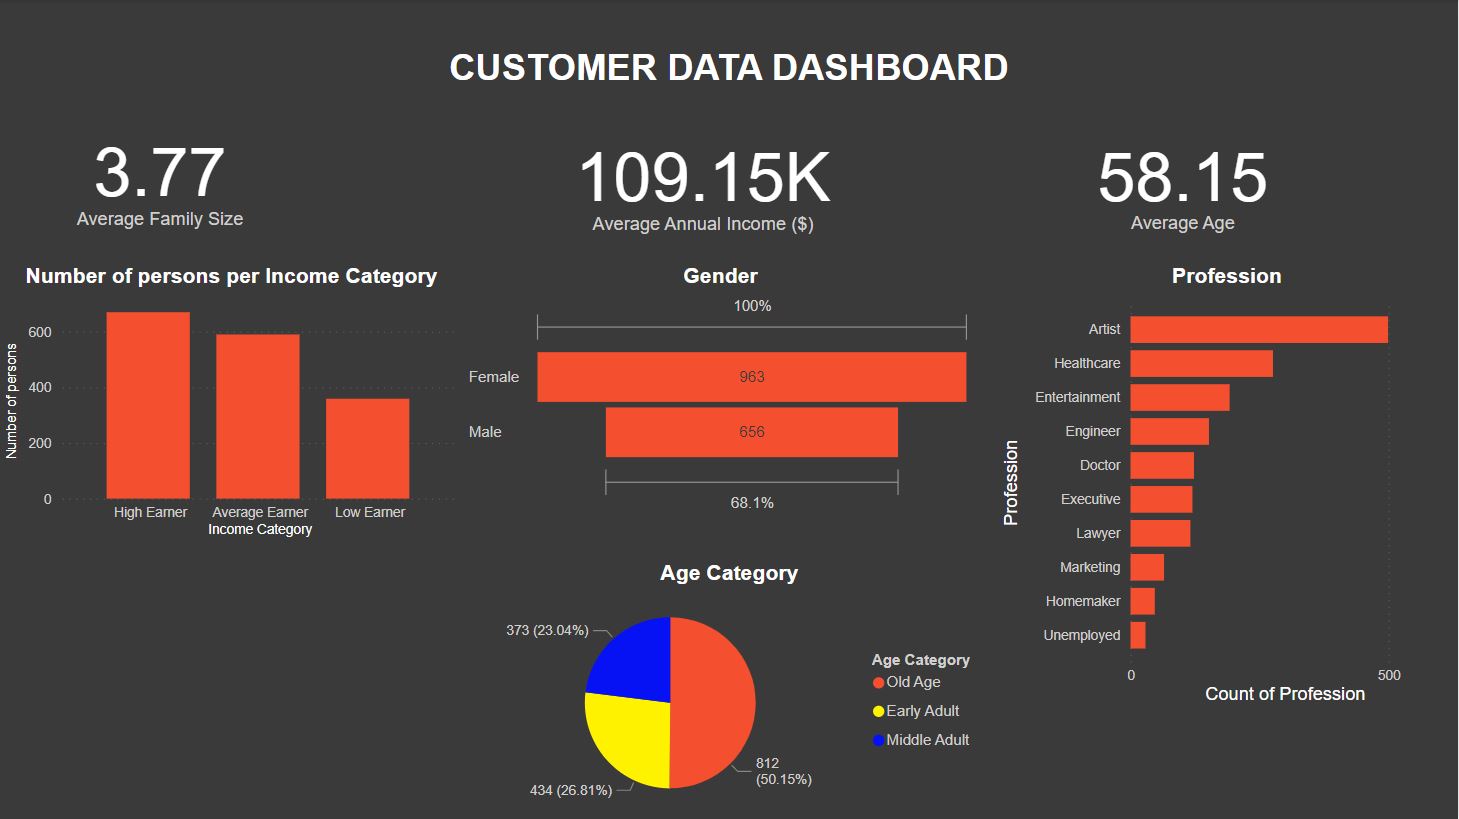 CUSTOMER DATA DASHBOARD
3.77
Average Family Size
109.15K
Average Annual Income ($)
58.15
Average Age
Number of persons per Income Category
Number of persons
600
400
200
0
High Earner
Average Earner
Low Earner
Income Category
Gender
100%
Female
963
Male
656
68.1%
Profession
Profession
Artist
Healthcare
Entertainment
Engineer
Doctor
Executive
Lawyer
Marketing
Homemaker
Unemployed
0
500
Count of Profession
Age Category
373 (23.04%)
434 (26.81%)
812
(50.15%)
Age Category
Old Age
Early Adult
Middle Adult